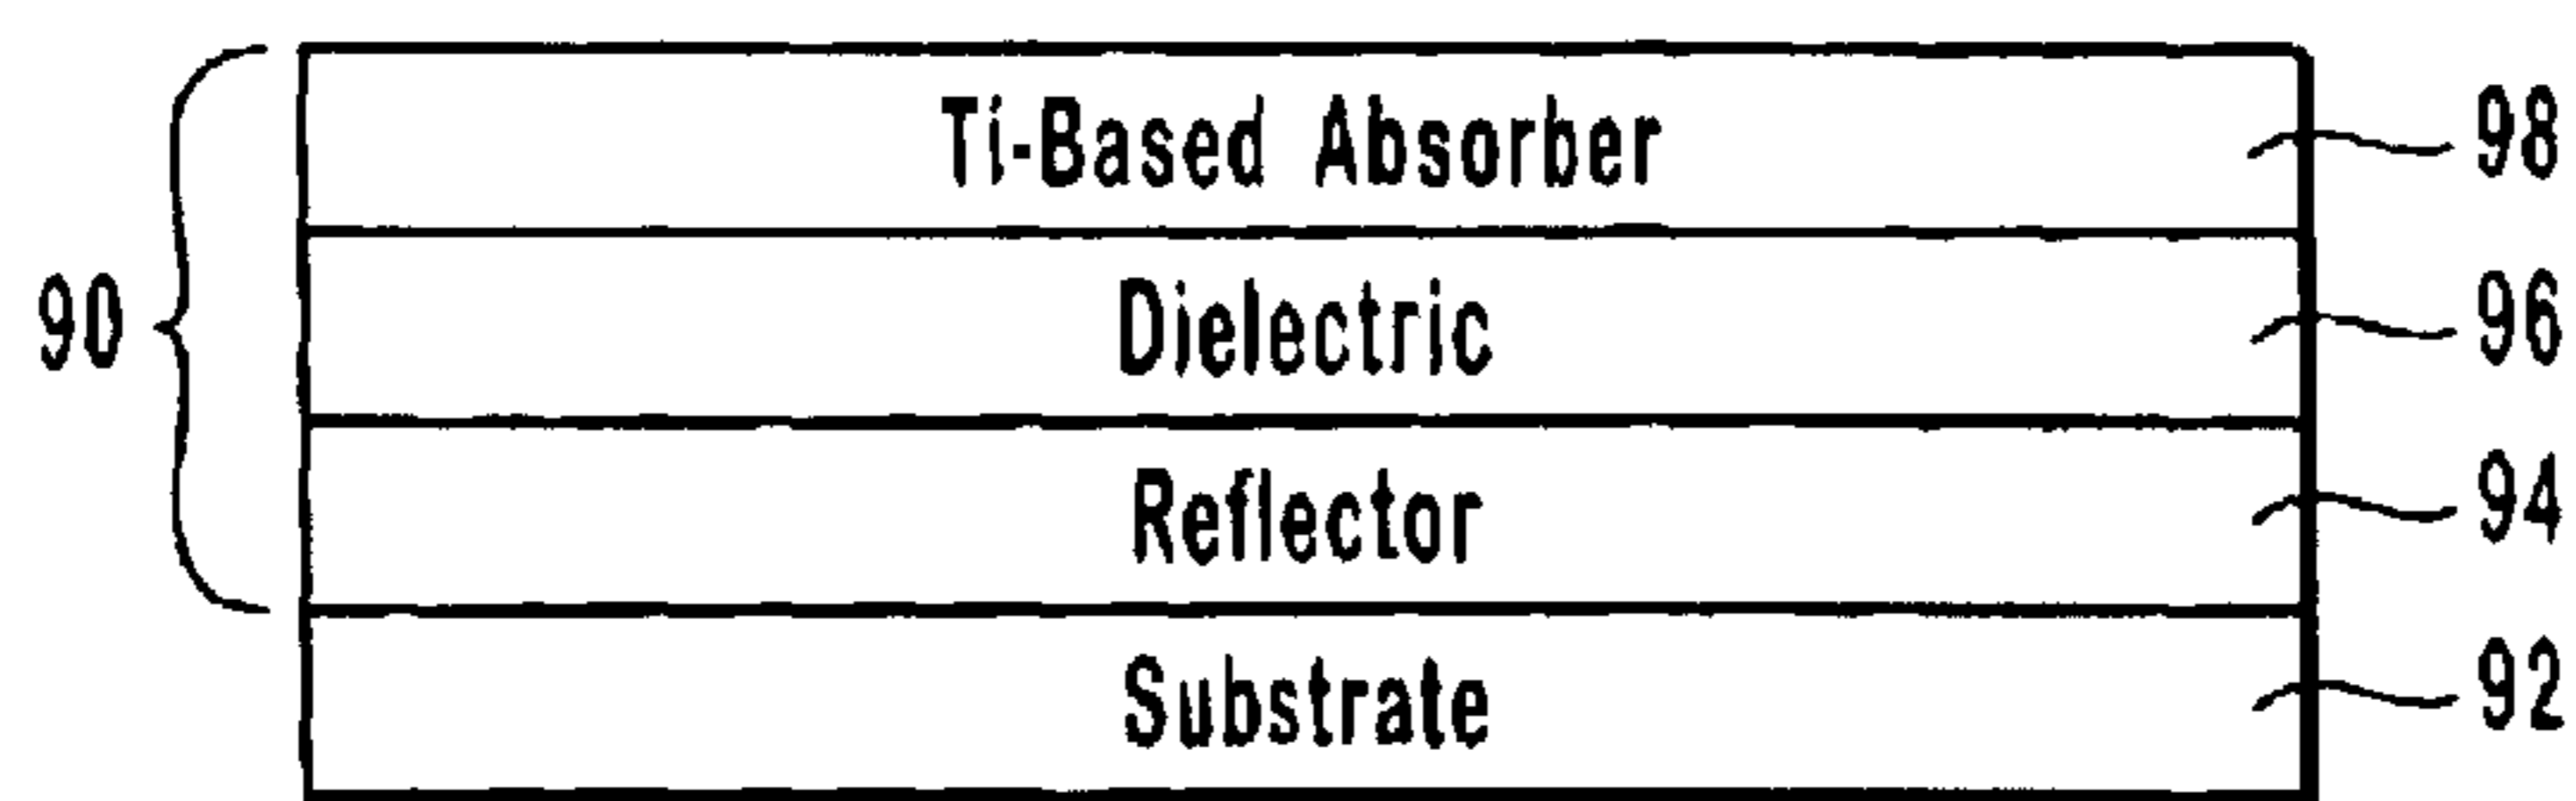 Ti-Based Absorber 98
Dielectric 96
90
Reflector 94
Substrate 92